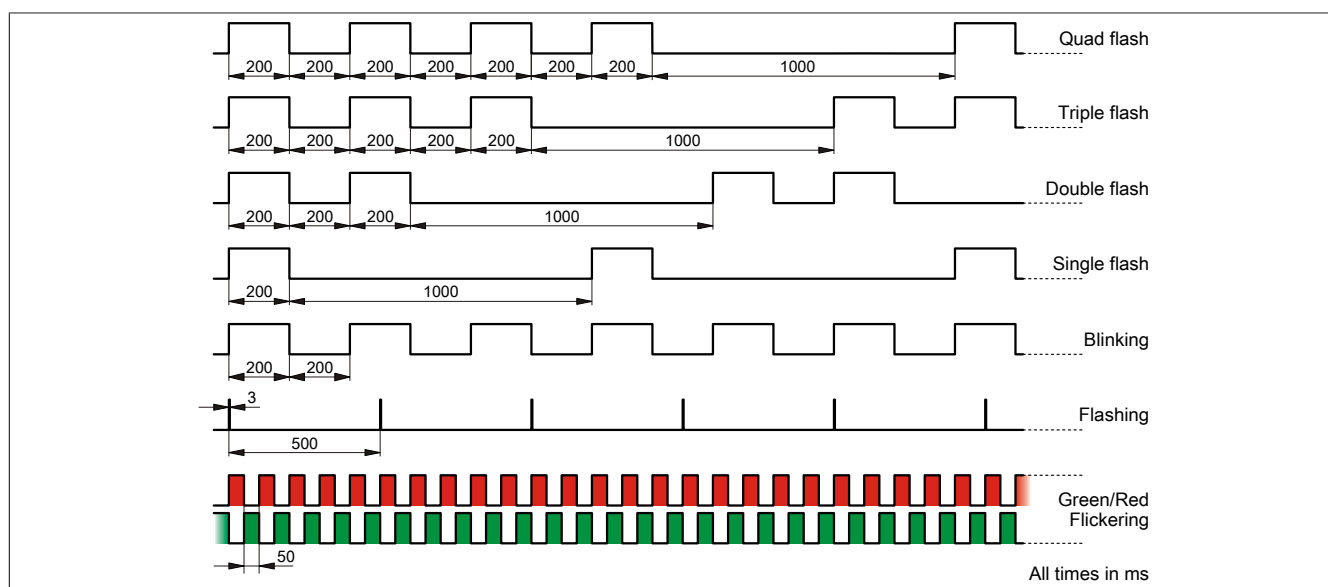 Quad flash
200 200 200 200 200 200 200 1000
Triple flash
200 200 200 200 200 1000
Double flash
200 200 200 1000
Single flash
200 1000
Blinking
200 200
3
Flashing
500
Green/Red
Flickering
50
All times in ms